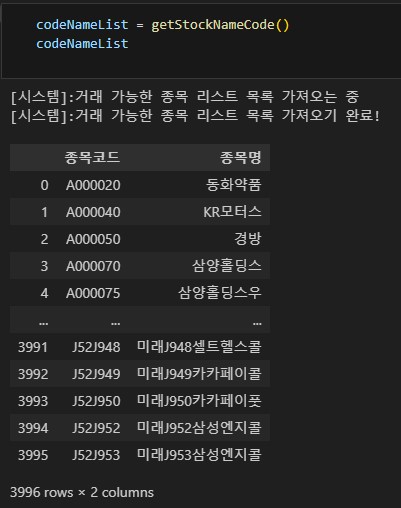 codeNameList = getStockNameCode()
codeNameList
[시스템]:거래 가능한 종목 리스트 목록 가져오는 중
[시스템]:거래 가능한 종목 리스트 목록 가져오기 완료!
종목코드 종목명
0 A000020 동화약품
1 A000040 KR모터스
2 A000050 경방
3 A000070 삼양홀딩스
4 A000075 삼양홀딩스우
... ... ...
3991 J52J948 미래J948셀트헬스콜
3992 J52J949 미래J949카카페이콜
3993 J52J950 미래J950카카페이풋
3994 J52J952 미래J952삼성엔지콜
3995 J52J953 미래J953삼성엔지콜
3996 rows × 2 columns